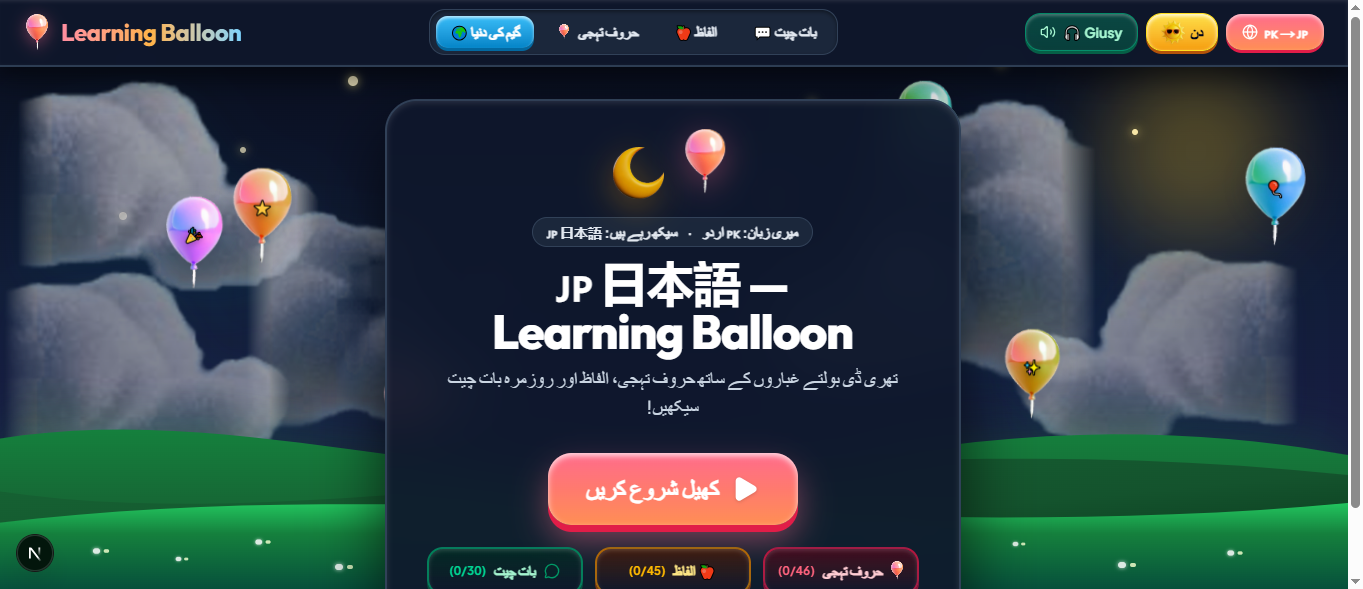 Learning Balloon
گیم کی دنیا
حروف تہجی
الفاظ
بات چیت
Glusy
دن
PK→JP
میری زبان: PK اردو · سیکھ رہے ہیں: JP 日本語
JP 日本語 —
Learning Balloon
تھری ڈی بولتے غباروں کے ساتھ حروف تہجی، الفاظ اور روزمرہ بات چیت
سیکھیں!
کھیل شروع کریں
حروف تہجی (0/46)
الفاظ (0/45)
بات چیت (0/30)
N